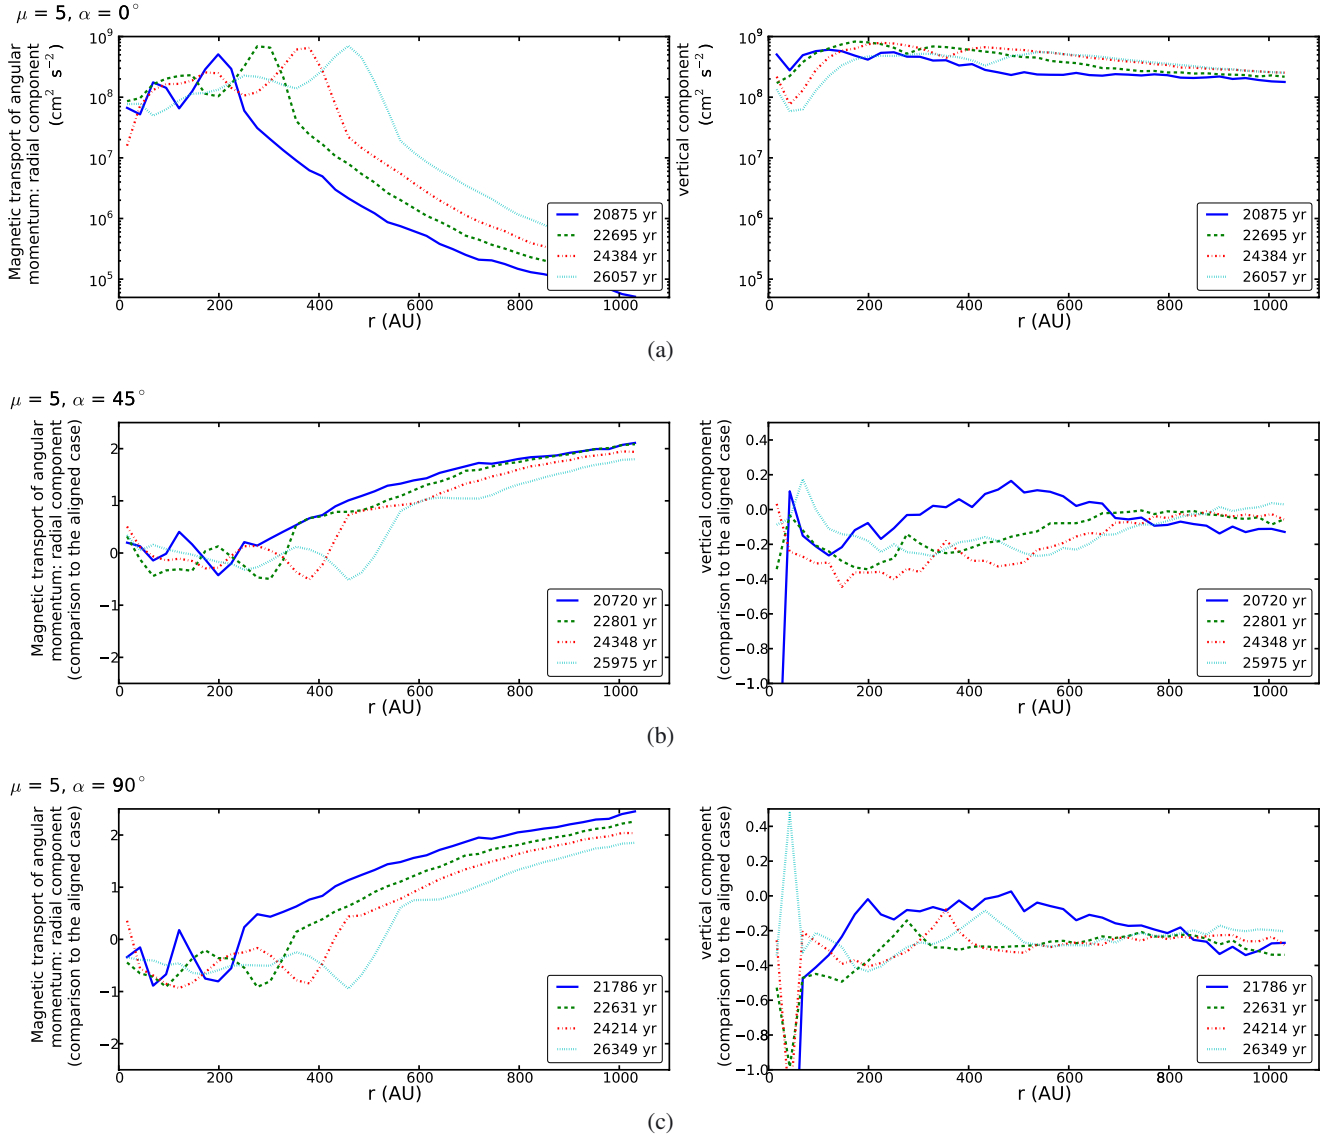 μ = 5, α = 0°
Magnetic transport of angular
momentum: radial component
(cm² s⁻²)
10⁹
10⁸
10⁷
10⁶
10⁵
20875 yr
22695 yr
24384 yr
26057 yr
0 200 400 600 800 1000
r (AU)
vertical component
(cm² s⁻²)
10⁹
10⁸
10⁷
10⁶
10⁵
20875 yr
22695 yr
24384 yr
26057 yr
0 200 400 600 800 1000
r (AU)
(a)
μ = 5, α = 45°
Magnetic transport of angular
momentum: radial component
(comparison to the aligned case)
2
1
0
−1
−2
20720 yr
22801 yr
24348 yr
25975 yr
0 200 400 600 800 1000
r (AU)
vertical component
(comparison to the aligned case)
0.4
0.2
0.0
−0.2
−0.4
−0.6
−0.8
−1.0
20720 yr
22801 yr
24348 yr
25975 yr
0 200 400 600 800 1000
r (AU)
(b)
μ = 5, α = 90°
Magnetic transport of angular
momentum: radial component
(comparison to the aligned case)
2
1
0
−1
−2
21786 yr
22631 yr
24214 yr
26349 yr
0 200 400 600 800 1000
r (AU)
vertical component
(comparison to the aligned case)
0.4
0.2
0.0
−0.2
−0.4
−0.6
−0.8
−1.0
21786 yr
22631 yr
24214 yr
26349 yr
0 200 400 600 800 1000
r (AU)
(c)